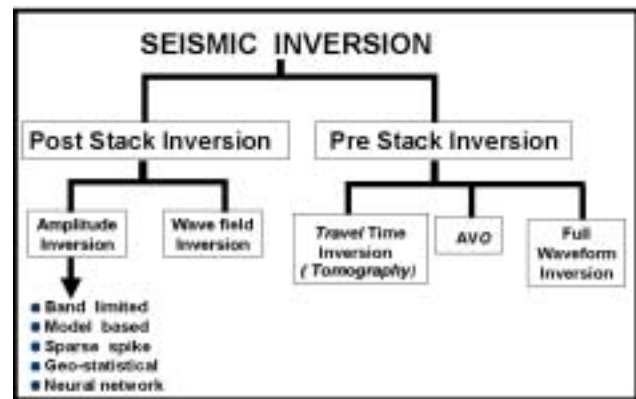 SEISMIC INVERSION
Post Stack Inversion
Pre Stack Inversion
Amplitude
Inversion
Wave field
Inversion
Travel Time
Inversion
(Tomography)
AVO
Full
Waveform
Inversion
Band limited
Model based
Sparse spike
Geo-statistical
Neural network